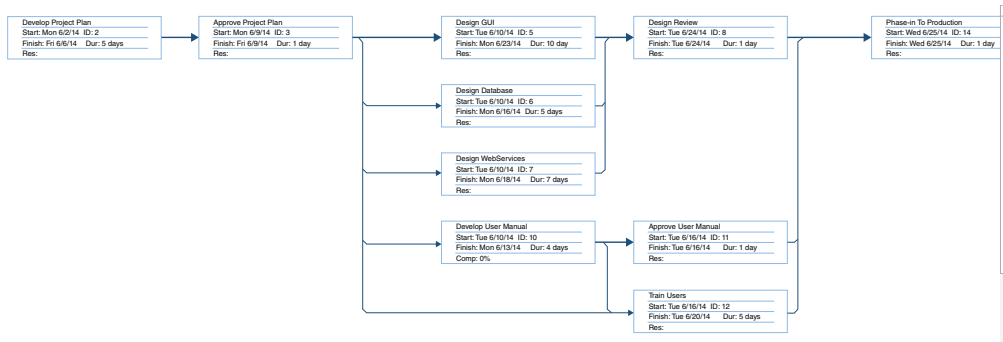 Develop Project Plan
Start: Mon 6/2/14 ID: 2
Finish: Fri 6/6/14 Dur: 5 days
Res:
Approve Project Plan
Start: Mon 6/9/14 ID: 3
Finish: Fri 6/9/14 Dur: 1 day
Res:
Design GUI
Start: Tue 6/10/14 ID: 5
Finish: Mon 6/23/14 Dur: 10 day
Res:
Design Review
Start: Tue 6/24/14 ID: 8
Finish: Tue 6/24/14 Dur: 1 day
Res:
Phase-in To Production
Start: Wed 6/25/14 ID: 14
Finish: Wed 6/25/14 Dur: 1 day
Res:
Design Database
Start: Tue 6/10/14 ID: 6
Finish: Mon 6/16/14 Dur: 5 days
Res:
Design WebServices
Start: Tue 6/10/14 ID: 7
Finish: Mon 6/18/14 Dur: 7 days
Res:
Develop User Manual
Start: Tue 6/10/14 ID: 10
Finish: Mon 6/13/14 Dur: 4 days
Comp: 0%
Approve User Manual
Start: Tue 6/16/14 ID: 11
Finish: Tue 6/16/14 Dur: 1 day
Res:
Train Users
Start: Tue 6/16/14 ID: 12
Finish: Tue 6/20/14 Dur: 5 days
Res: